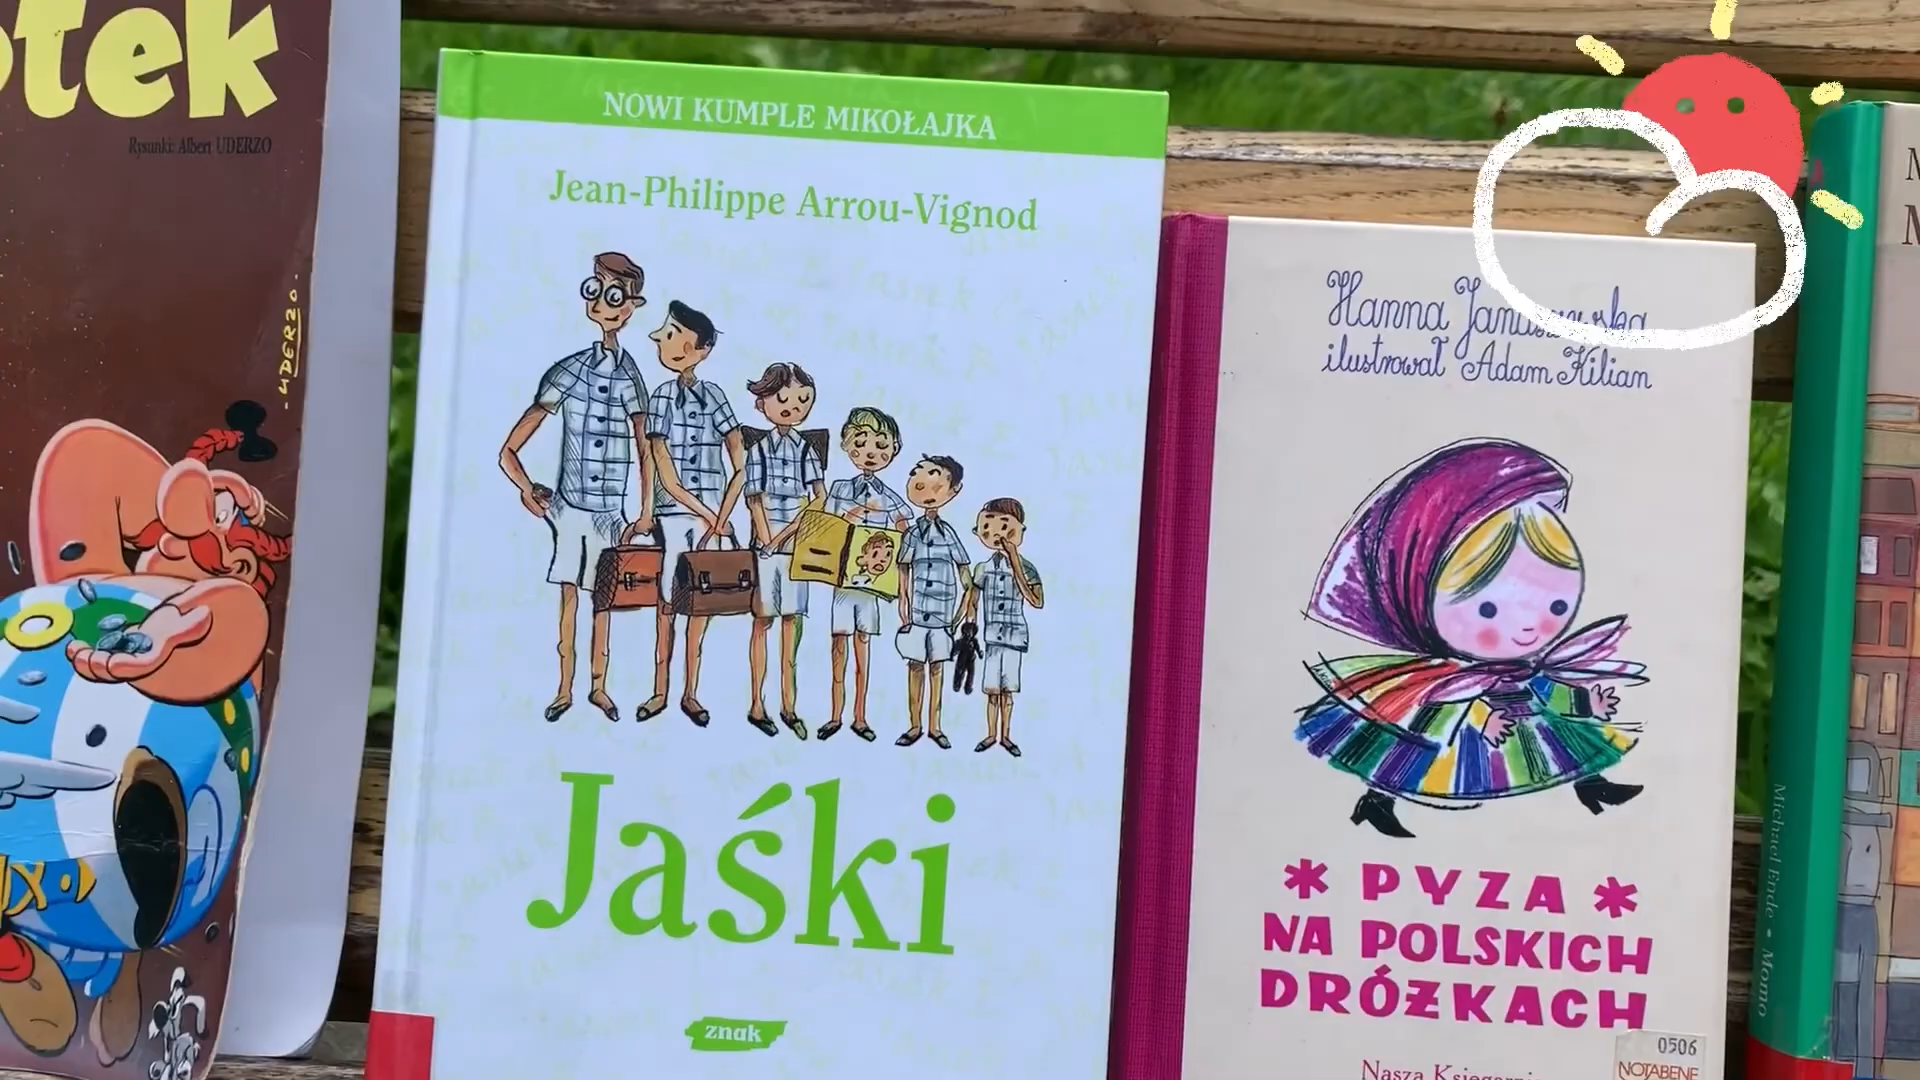 otek
Rysunki: Albert UDERZO
UDERZO
NOWI KUMPLE MIKOŁAJKA
Jean-Philippe Arrou-Vignod
Jaśki
znak
Hanna
ilustrował Adam Kilian
* PYZA *
NA POLSKICH
DRÓŻKACH
0506
NOTABENE
Nasza
Michael Ende • Momo
M
M